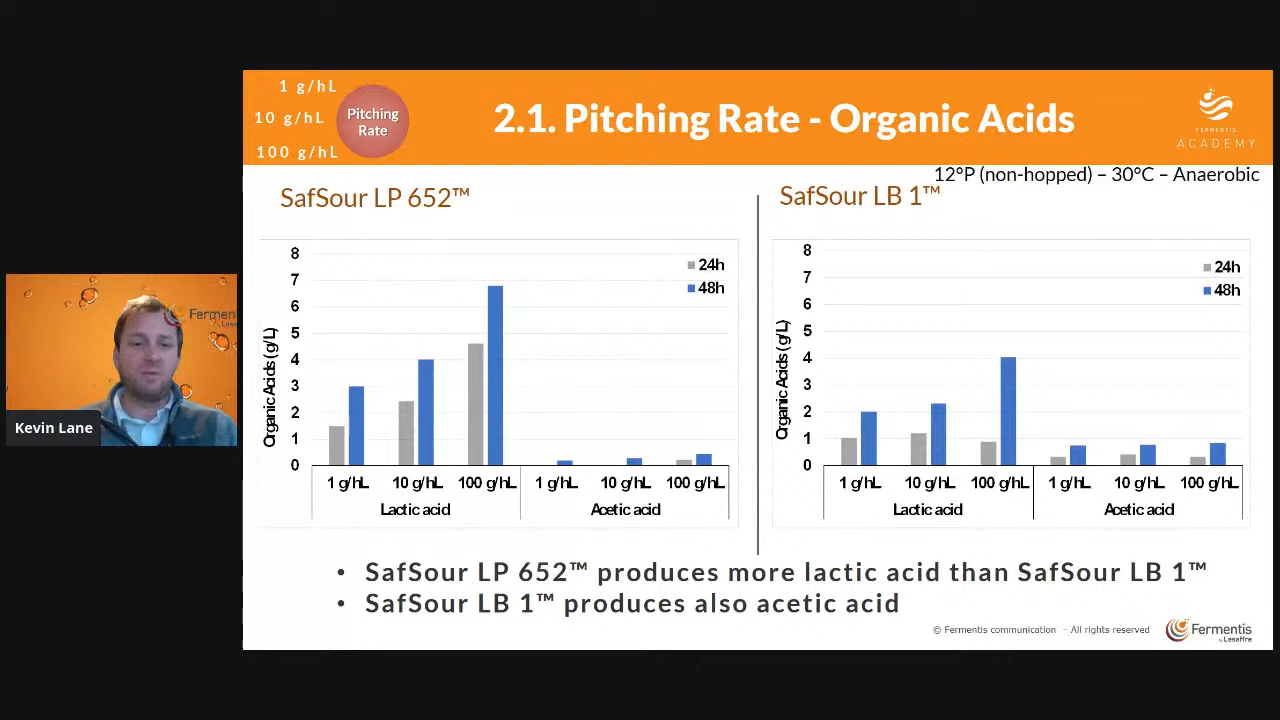 1 g/hL
10 g/hL
100 g/hL
Pitching
Rate
2.1. Pitching Rate - Organic Acids
FERMENTIS
ACADEMY
12°P (non-hopped) – 30°C – Anaerobic
SafSour LP 652™
SafSour LB 1™
Organic Acids (g/L)
8
7
6
5
4
3
2
1
0
24h
48h
1 g/hL 10 g/hL 100 g/hL 1 g/hL 10 g/hL 100 g/hL
Lactic acid Acetic acid
Organic Acids (g/L)
8
7
6
5
4
3
2
1
0
24h
48h
1 g/hL 10 g/hL 100 g/hL 1 g/hL 10 g/hL 100 g/hL
Lactic acid Acetic acid
• SafSour LP 652™ produces more lactic acid than SafSour LB 1™
• SafSour LB 1™ produces also acetic acid
© Fermentis communication – All rights reserved
Fermentis
by Lesaffre
Ferment
by Lesaf
Kevin Lane